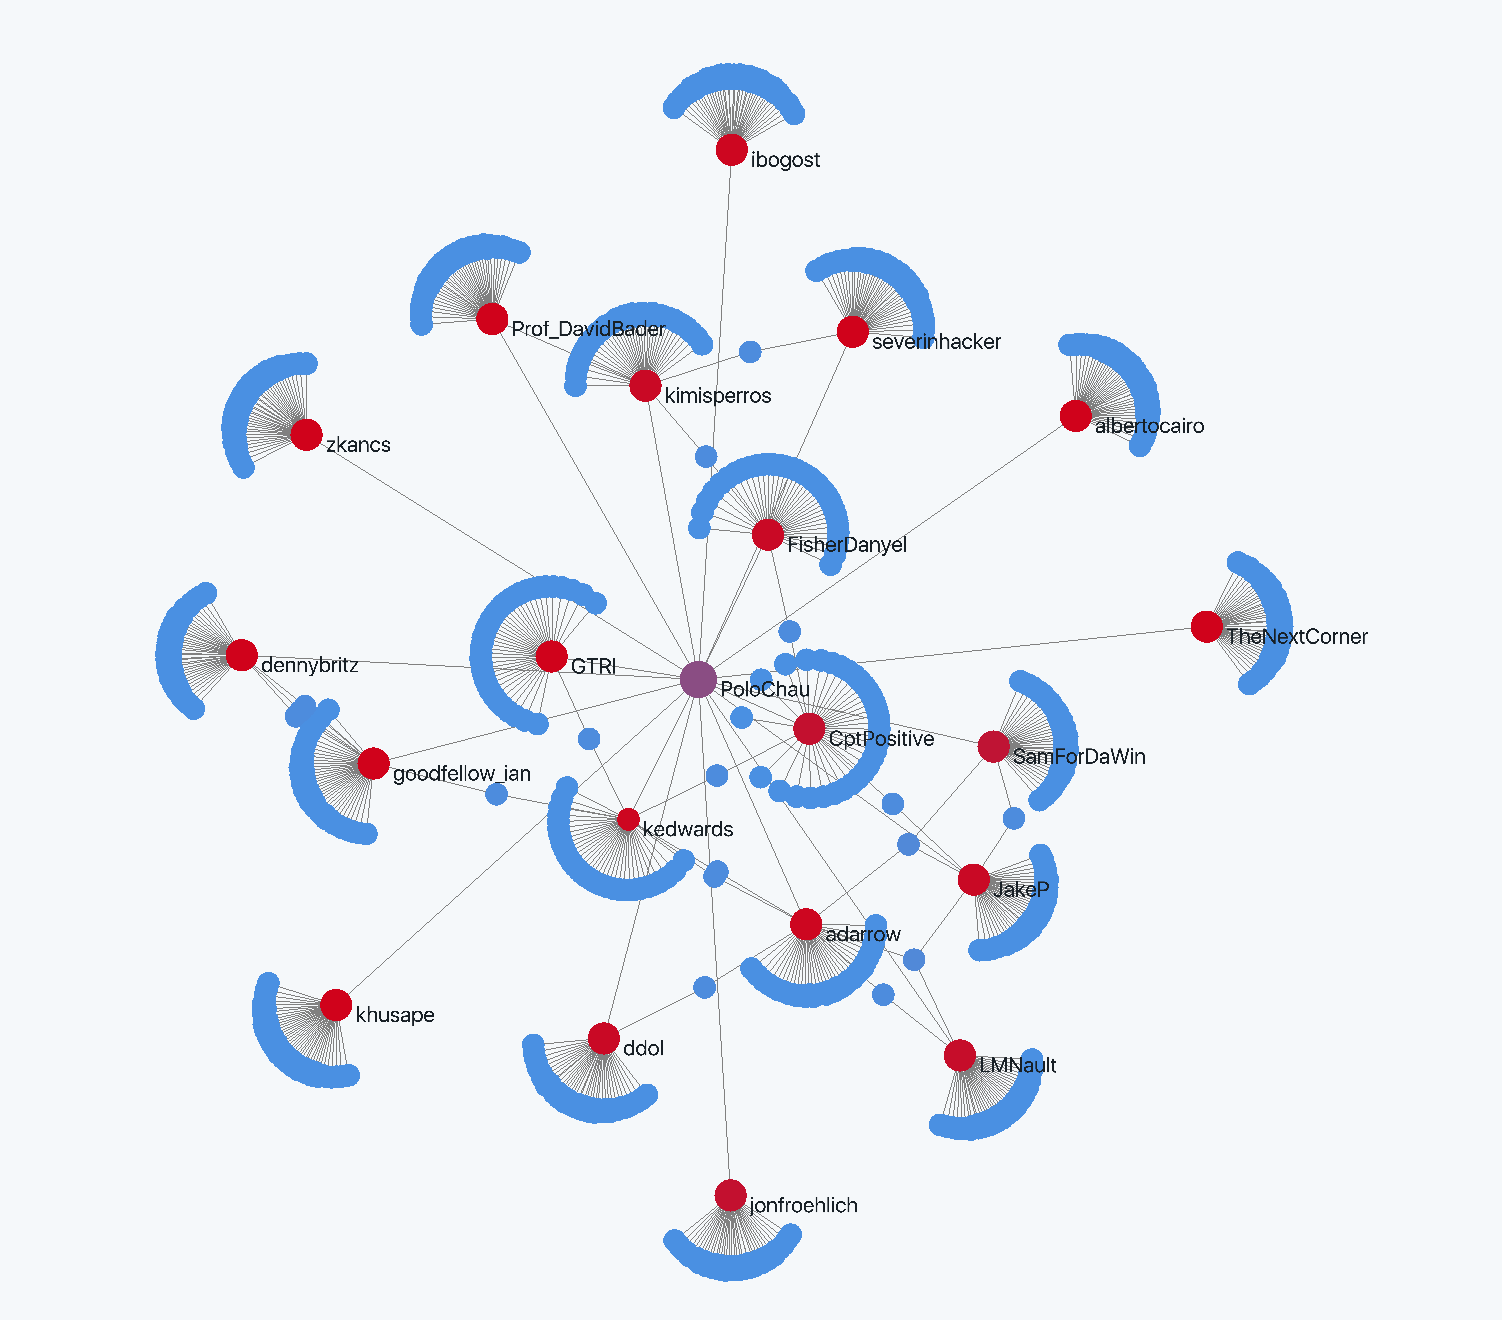 ibogost
Prof_DavidBader
severinhacker
kimisperros
albertocairo
zkancs
FisherDanyel
TheNextCorner
dennybritz
GTRI
PoloChau
CptPositive
SamForDaWin
goodfellow_ian
kedwards
JakeP
adarrow
khusape
ddol
LMNault
jonfroehlich